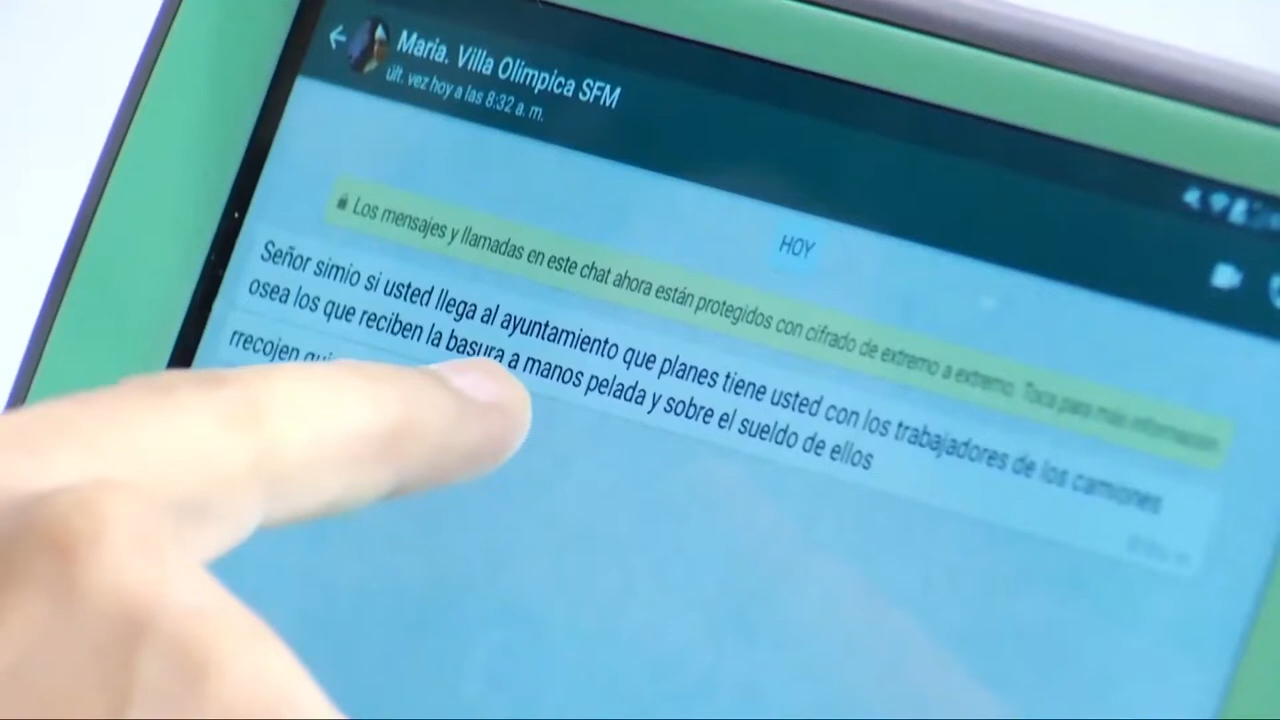 Maria. Villa Olimpica SFM
últ. vez hoy a las 8:32 a. m.
HOY
Los mensajes y llamadas en este chat ahora están protegidos con cifrado de extremo a extremo. Toca para más información.
Señor simio si usted llega al ayuntamiento que planes tiene usted con los trabajadores de los camiones
osea los que reciben la basura a manos pelada y sobre el sueldo de ellos
rrecojen